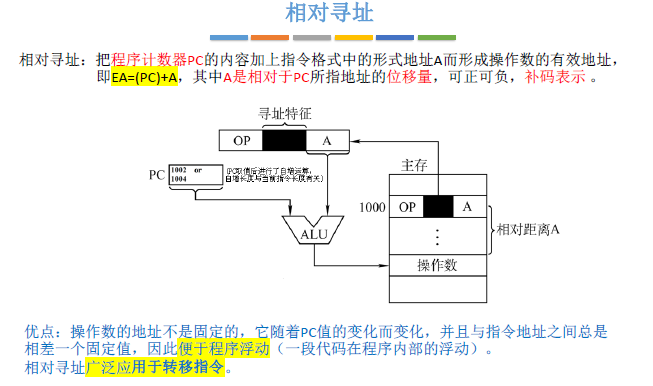 相对寻址
相对寻址：把程序计数器PC的内容加上指令格式中的形式地址A而形成操作数的有效地址，
即EA=(PC)+A，其中A是相对于PC所指地址的位移量，可正可负，补码表示 。
寻址特征
OP
A
主存
PC
1002 or
1004
(PC取值后进行了自增运算，
自增长度与当前指令长度有关)
1000
OP
A
ALU
⋮
相对距离A
操作数
优点：操作数的地址不是固定的，它随着PC值的变化而变化，并且与指令地址之间总是
相差一个固定值，因此便于程序浮动（一段代码在程序内部的浮动）。
相对寻址广泛应用于转移指令。